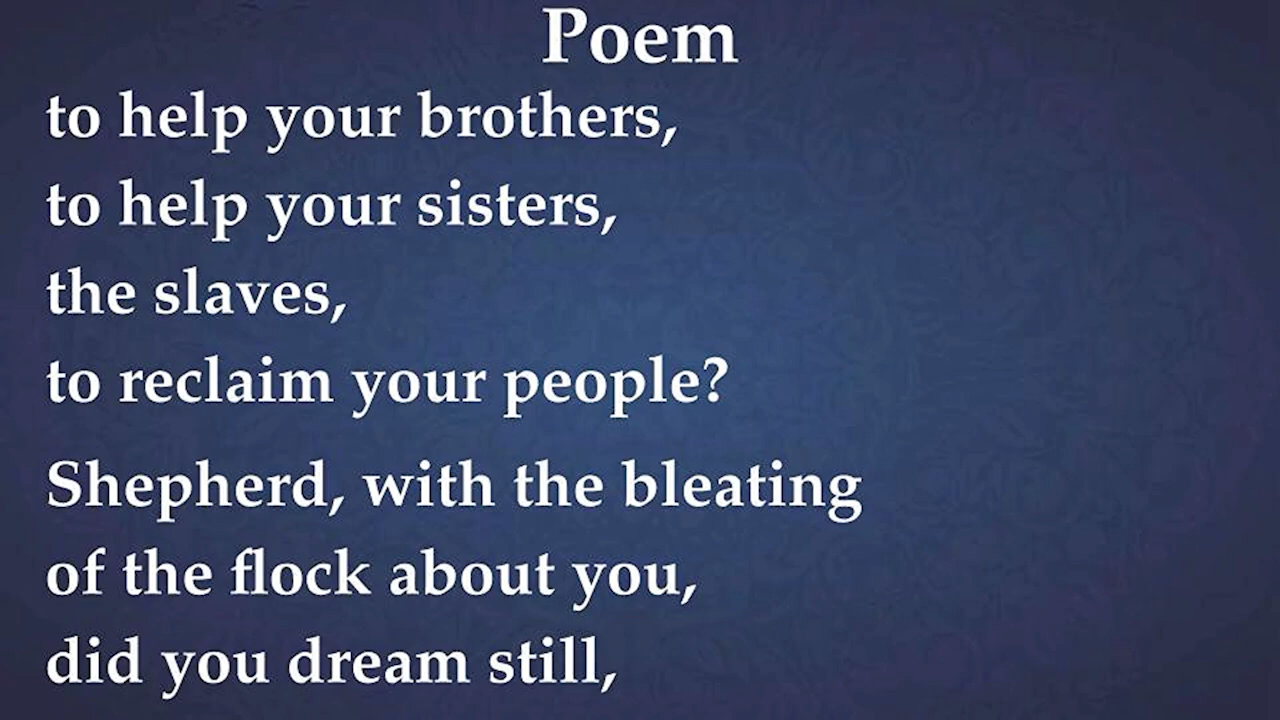 Poem
to help your brothers,
to help your sisters,
the slaves,
to reclaim your people?
Shepherd, with the bleating
of the flock about you,
did you dream still,